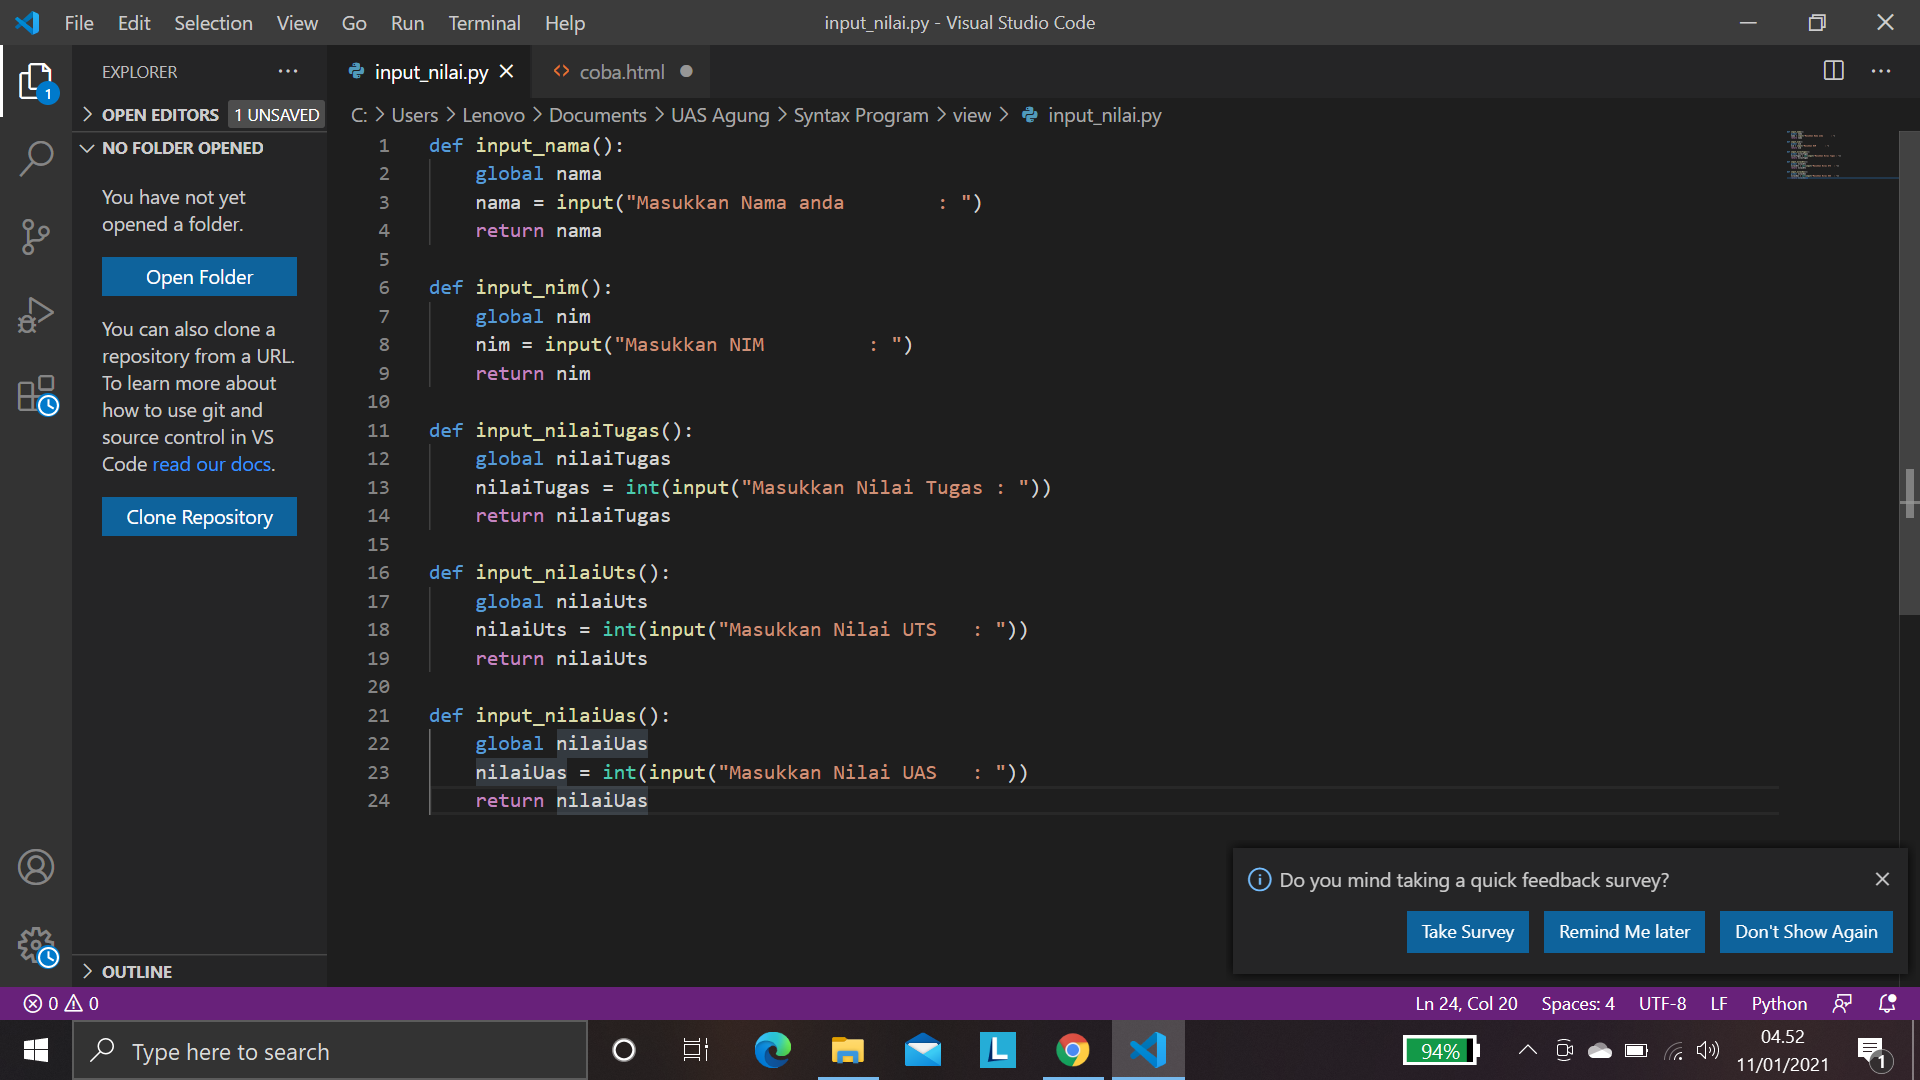 File Edit Selection View Go Run Terminal Help
input_nilai.py - Visual Studio Code
EXPLORER
OPEN EDITORS 1 UNSAVED
NO FOLDER OPENED
You have not yet
opened a folder.
Open Folder
You can also clone a
repository from a URL.
To learn more about
how to use git and
source control in VS
Code read our docs.
Clone Repository
OUTLINE
1
input_nilai.py
coba.html
C: > Users > Lenovo > Documents > UAS Agung > Syntax Program > view > input_nilai.py
1 def input_nama():
2     global nama
3     nama = input("Masukkan Nama anda        : ")
4     return nama
5
6 def input_nim():
7     global nim
8     nim = input("Masukkan NIM         : ")
9     return nim
10
11 def input_nilaiTugas():
12     global nilaiTugas
13     nilaiTugas = int(input("Masukkan Nilai Tugas : "))
14     return nilaiTugas
15
16 def input_nilaiUts():
17     global nilaiUts
18     nilaiUts = int(input("Masukkan Nilai UTS   : "))
19     return nilaiUts
20
21 def input_nilaiUas():
22     global nilaiUas
23     nilaiUas = int(input("Masukkan Nilai UAS   : "))
24     return nilaiUas
Do you mind taking a quick feedback survey?
Take Survey Remind Me later Don't Show Again
0 0
Ln 24, Col 20 Spaces: 4 UTF-8 LF Python
Type here to search
L
94%
04.52
11/01/2021
1